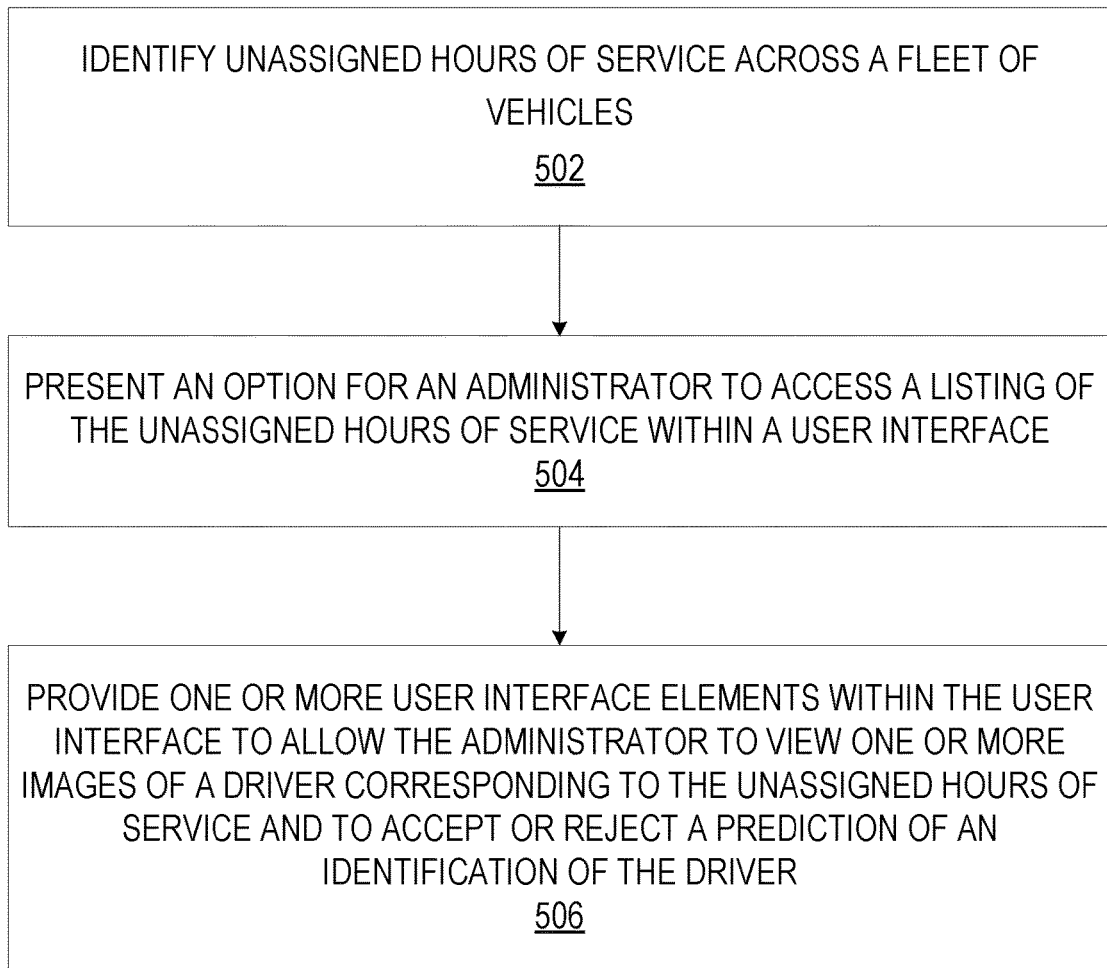 IDENTIFY UNASSIGNED HOURS OF SERVICE ACROSS A FLEET OF
VEHICLES
502
PRESENT AN OPTION FOR AN ADMINISTRATOR TO ACCESS A LISTING OF
THE UNASSIGNED HOURS OF SERVICE WITHIN A USER INTERFACE
504
PROVIDE ONE OR MORE USER INTERFACE ELEMENTS WITHIN THE USER
INTERFACE TO ALLOW THE ADMINISTRATOR TO VIEW ONE OR MORE
IMAGES OF A DRIVER CORRESPONDING TO THE UNASSIGNED HOURS OF
SERVICE AND TO ACCEPT OR REJECT A PREDICTION OF AN
IDENTIFICATION OF THE DRIVER
506